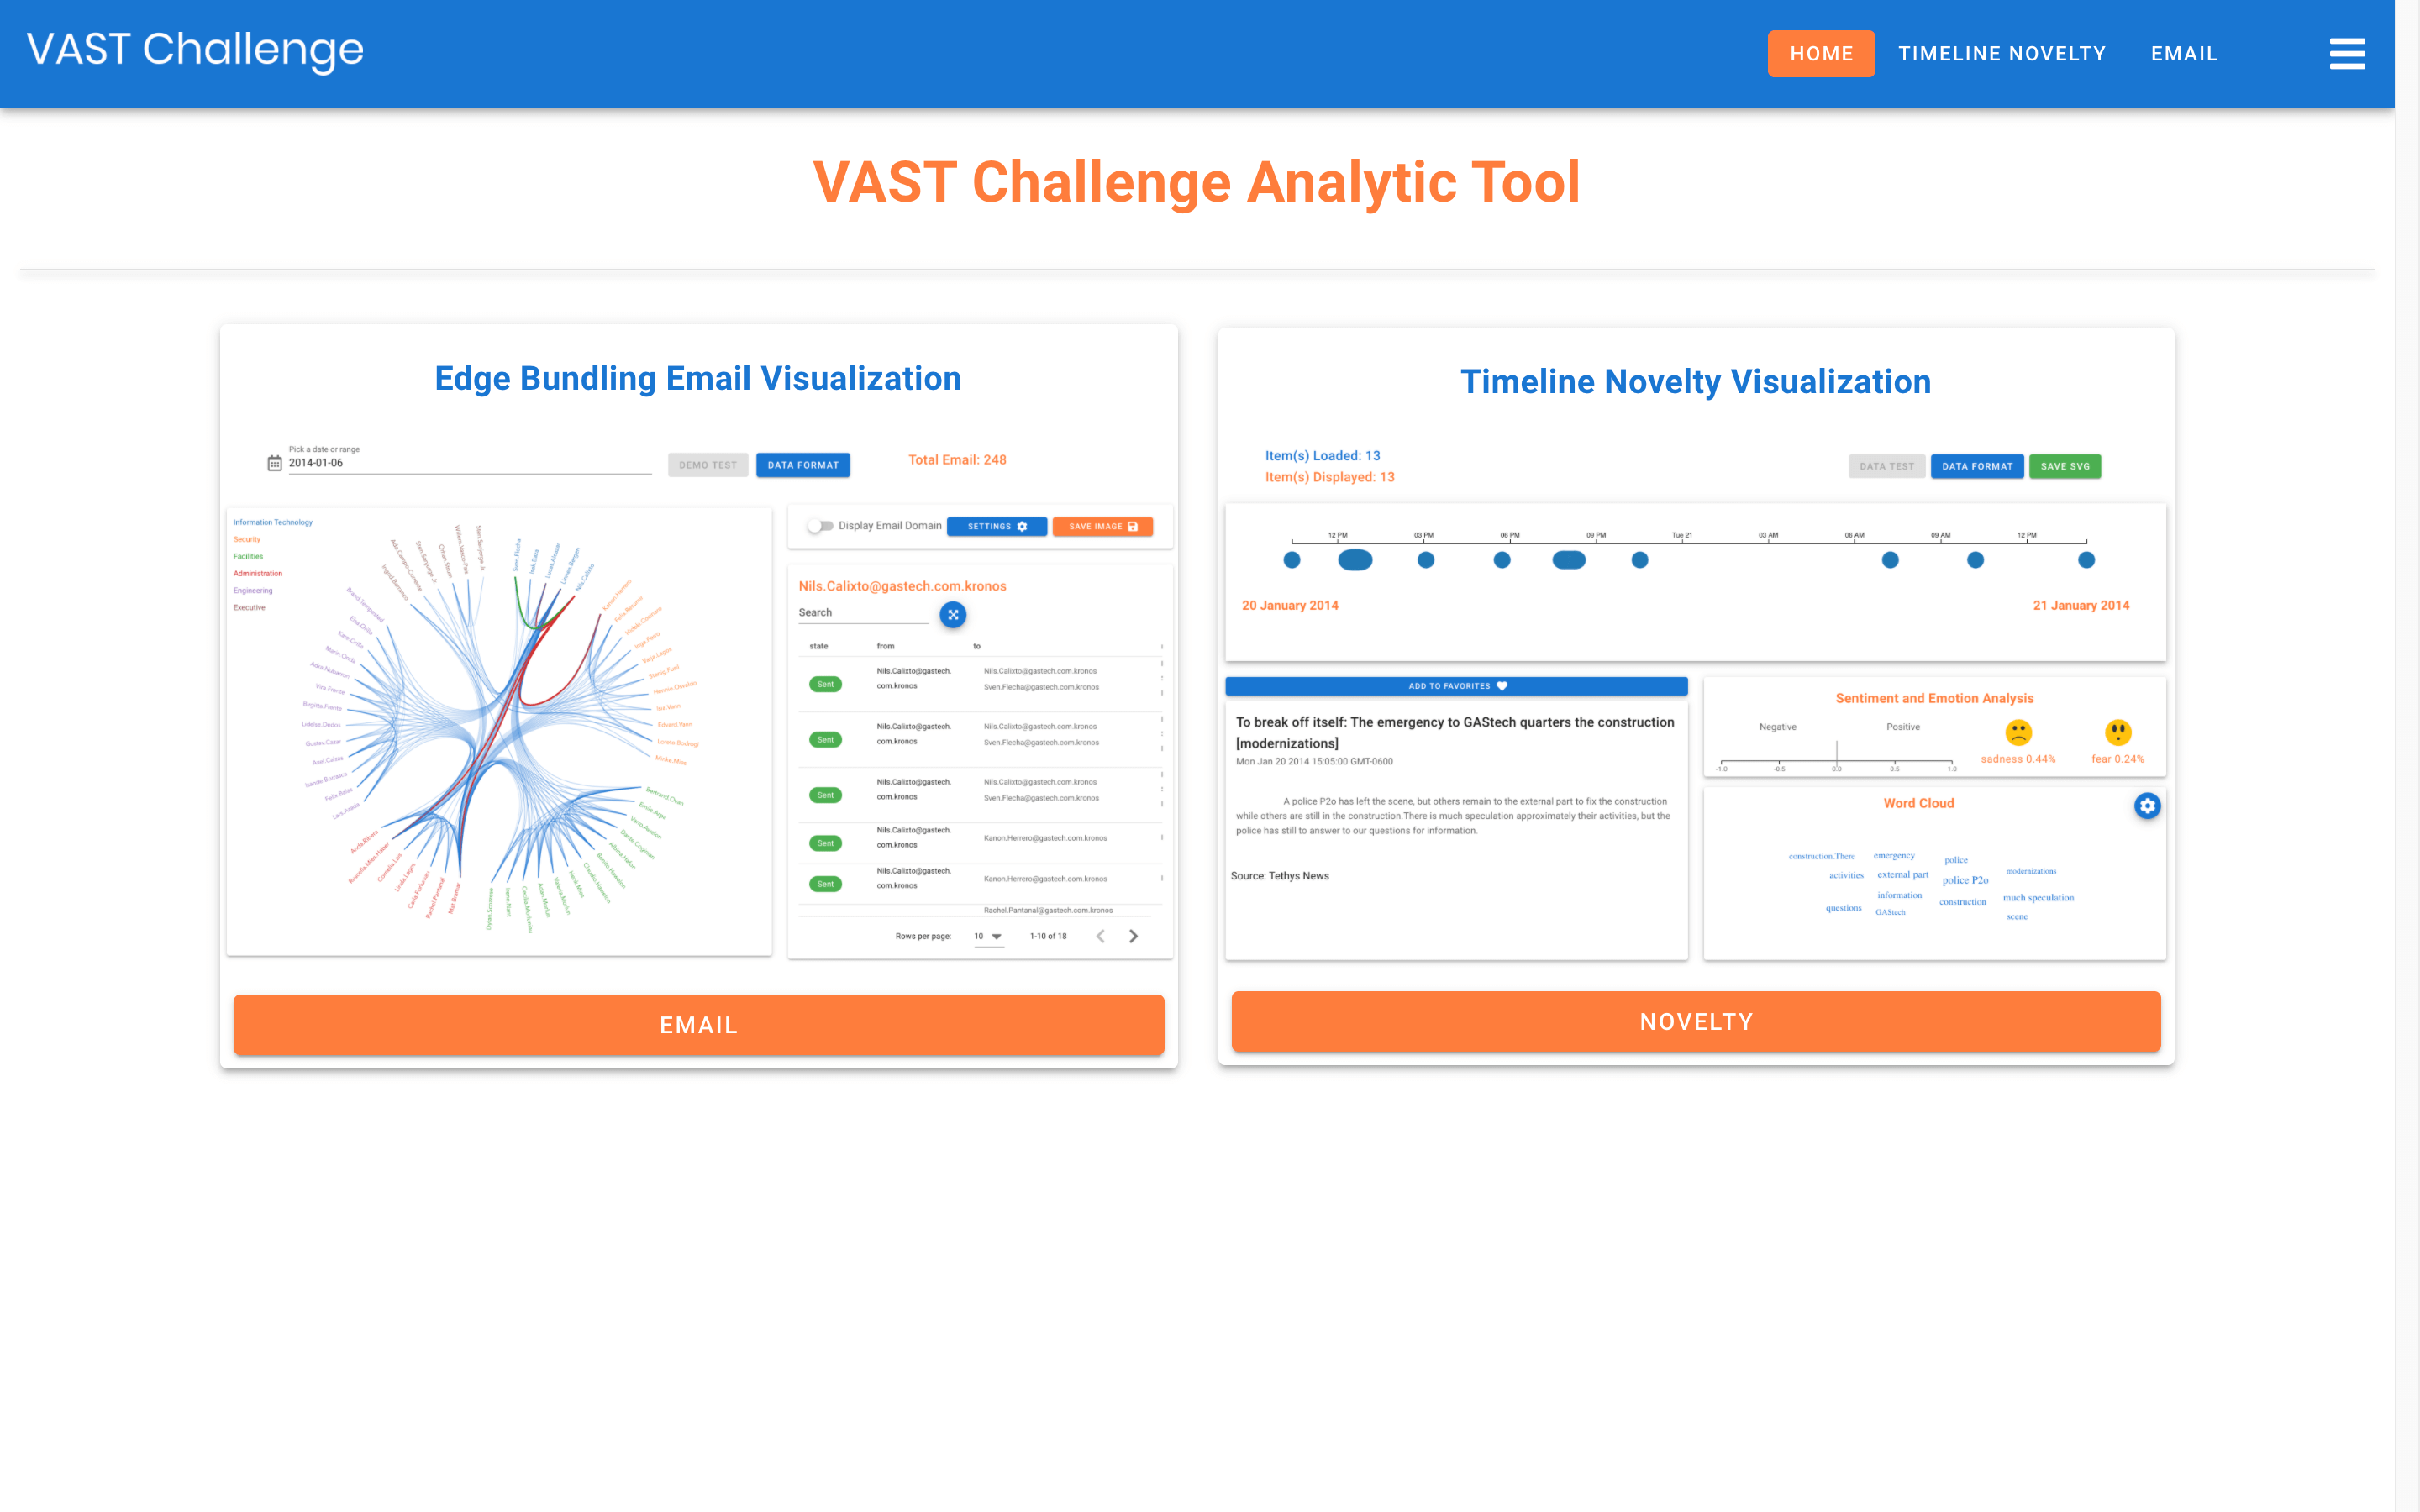 VAST Challenge
HOME
TIMELINE NOVELTY
EMAIL
VAST Challenge Analytic Tool
Edge Bundling Email Visualization
Pick a date or range
2014-01-06
DEMO TEST
DATA FORMAT
Total Email: 248
Information Technology
Security
Facilities
Administration
Engineering
Executive
Sven.Flecha
Isak.Baza
Lucas.Alcazar
Linnea.Bergen
Nils.Calixto
Display Email Domain
SETTINGS
SAVE IMAGE
Nils.Calixto@gastech.com.kronos
Search
state from to
Sent
Nils.Calixto@gastech.
com.kronos
Nils.Calixto@gastech.com.kronos
Sven.Flecha@gastech.com.kronos
Sent
Nils.Calixto@gastech.
com.kronos
Nils.Calixto@gastech.com.kronos
Sven.Flecha@gastech.com.kronos
Sent
Nils.Calixto@gastech.
com.kronos
Nils.Calixto@gastech.com.kronos
Sven.Flecha@gastech.com.kronos
Sent
Nils.Calixto@gastech.
com.kronos
Kanon.Herrero@gastech.com.kronos
Sent
Nils.Calixto@gastech.
com.kronos
Kanon.Herrero@gastech.com.kronos
Rachel.Pantanal@gastech.com.kronos
Rows per page: 10 1-10 of 18
EMAIL
Timeline Novelty Visualization
Item(s) Loaded: 13
Item(s) Displayed: 13
DATA TEST
DATA FORMAT
SAVE SVG
12 PM 03 PM 06 PM 09 PM Tue 21 03 AM 06 AM 09 AM 12 PM
20 January 2014
21 January 2014
ADD TO FAVORITES
To break off itself: The emergency to GAStech quarters the construction
[modernizations]
Mon Jan 20 2014 15:05:00 GMT-0600
A police P2o has left the scene, but others remain to the external part to fix the construction
while others are still in the construction.There is much speculation approximately their activities, but the
police has still to answer to our questions for information.
Source: Tethys News
Sentiment and Emotion Analysis
Negative Positive
-1.0 -0.5 0.0 0.5 1.0
sadness 0.44%
fear 0.24%
Word Cloud
construction.There
emergency
police
modernizations
activities
external part
police P2o
information
construction
much speculation
questions
GAStech
scene
NOVELTY